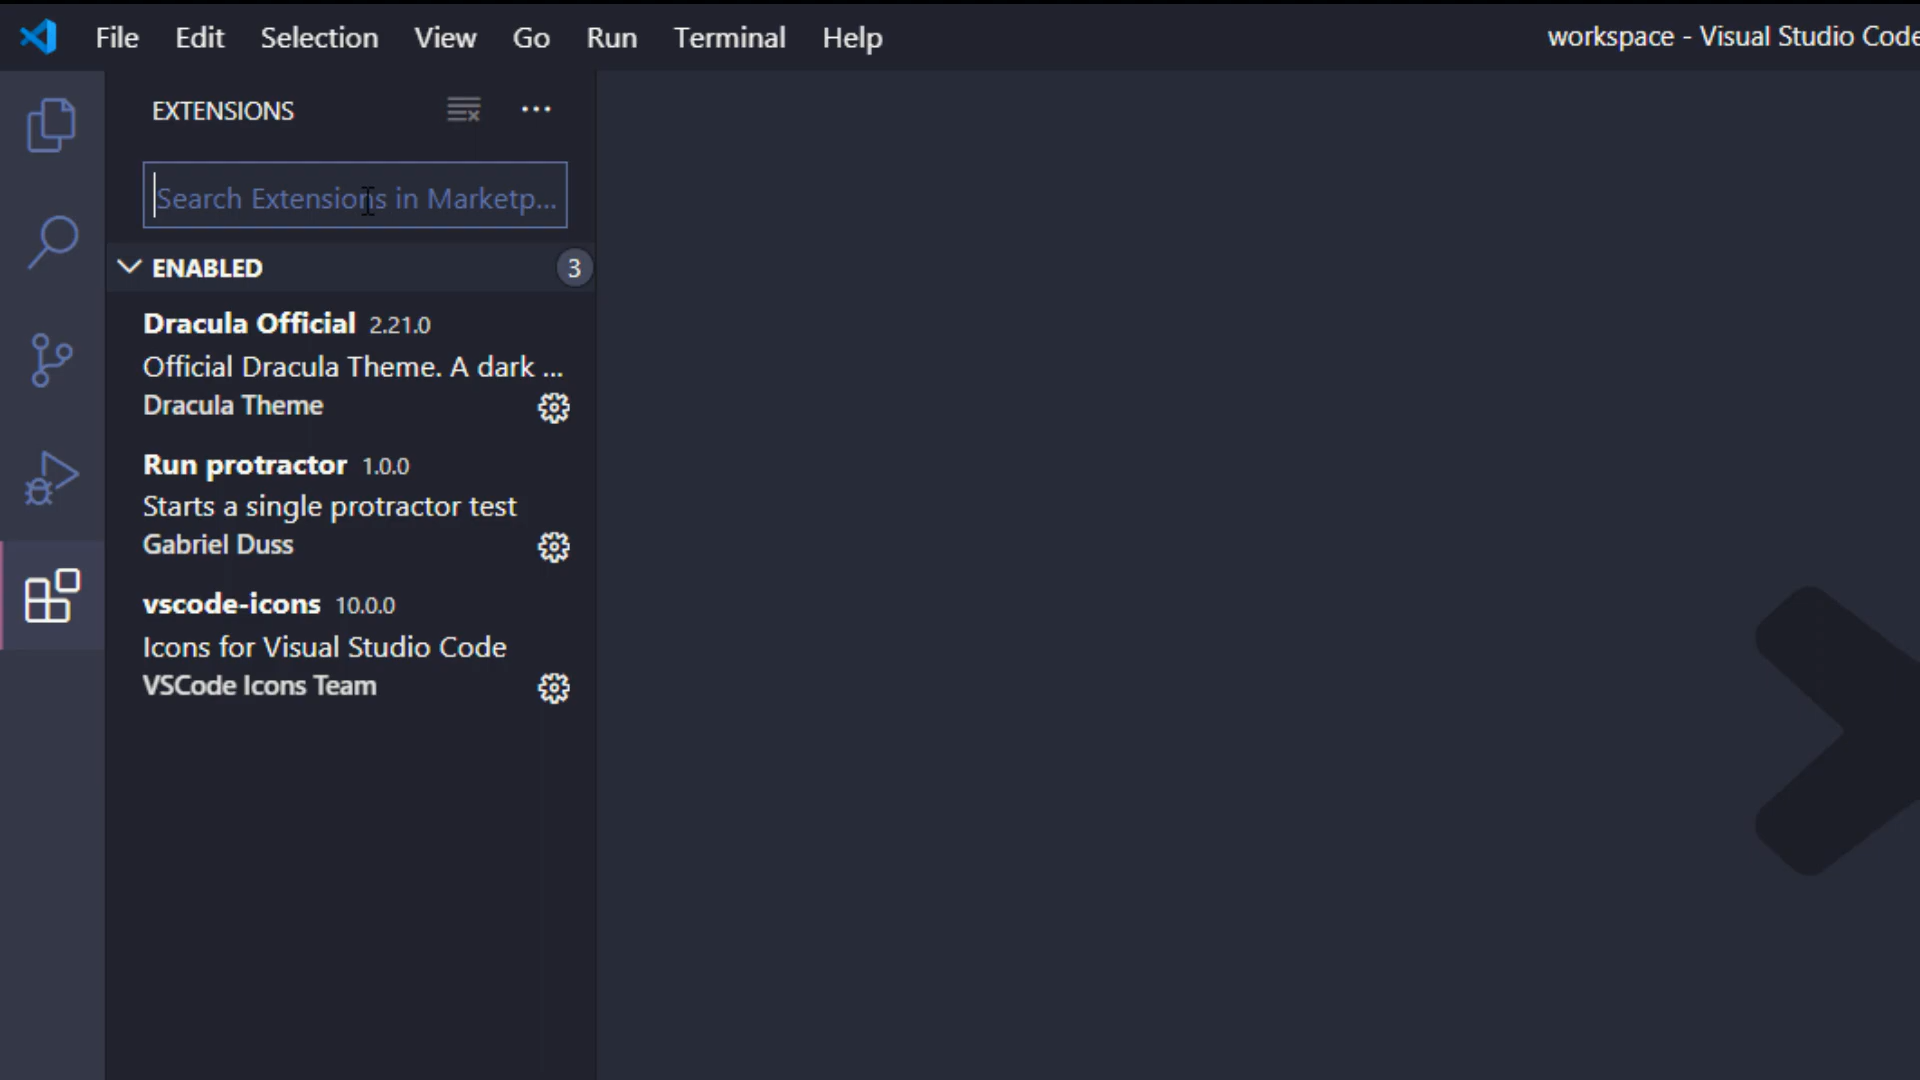 File Edit Selection View Go Run Terminal Help
workspace - Visual Studio Code
EXTENSIONS
Search Extensions in Marketp...
ENABLED 3
Dracula Official 2.21.0
Official Dracula Theme. A dark ...
Dracula Theme
Run protractor 1.0.0
Starts a single protractor test
Gabriel Duss
vscode-icons 10.0.0
Icons for Visual Studio Code
VSCode Icons Team